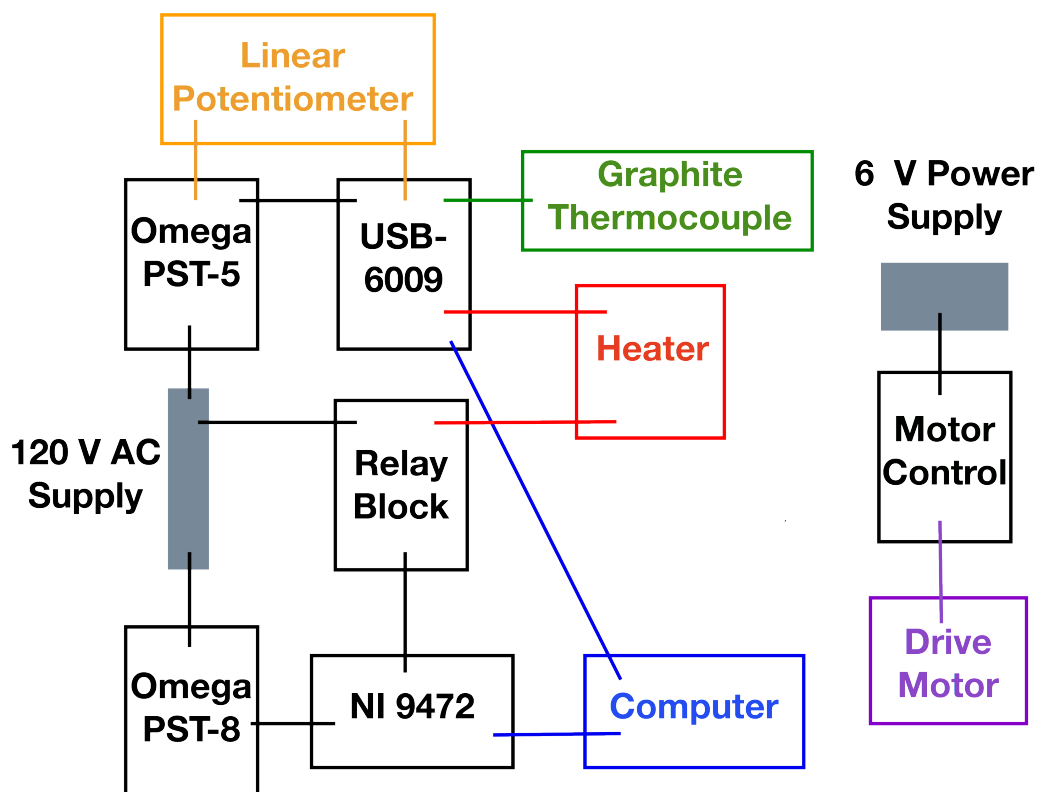 Linear
Potentiometer
Graphite
Thermocouple
6  V Power
Supply
Omega
PST-5
USB-
6009
Heater
120 V AC
Supply
Relay
Block
Motor
Control
Omega
PST-8
NI 9472
Computer
Drive
Motor